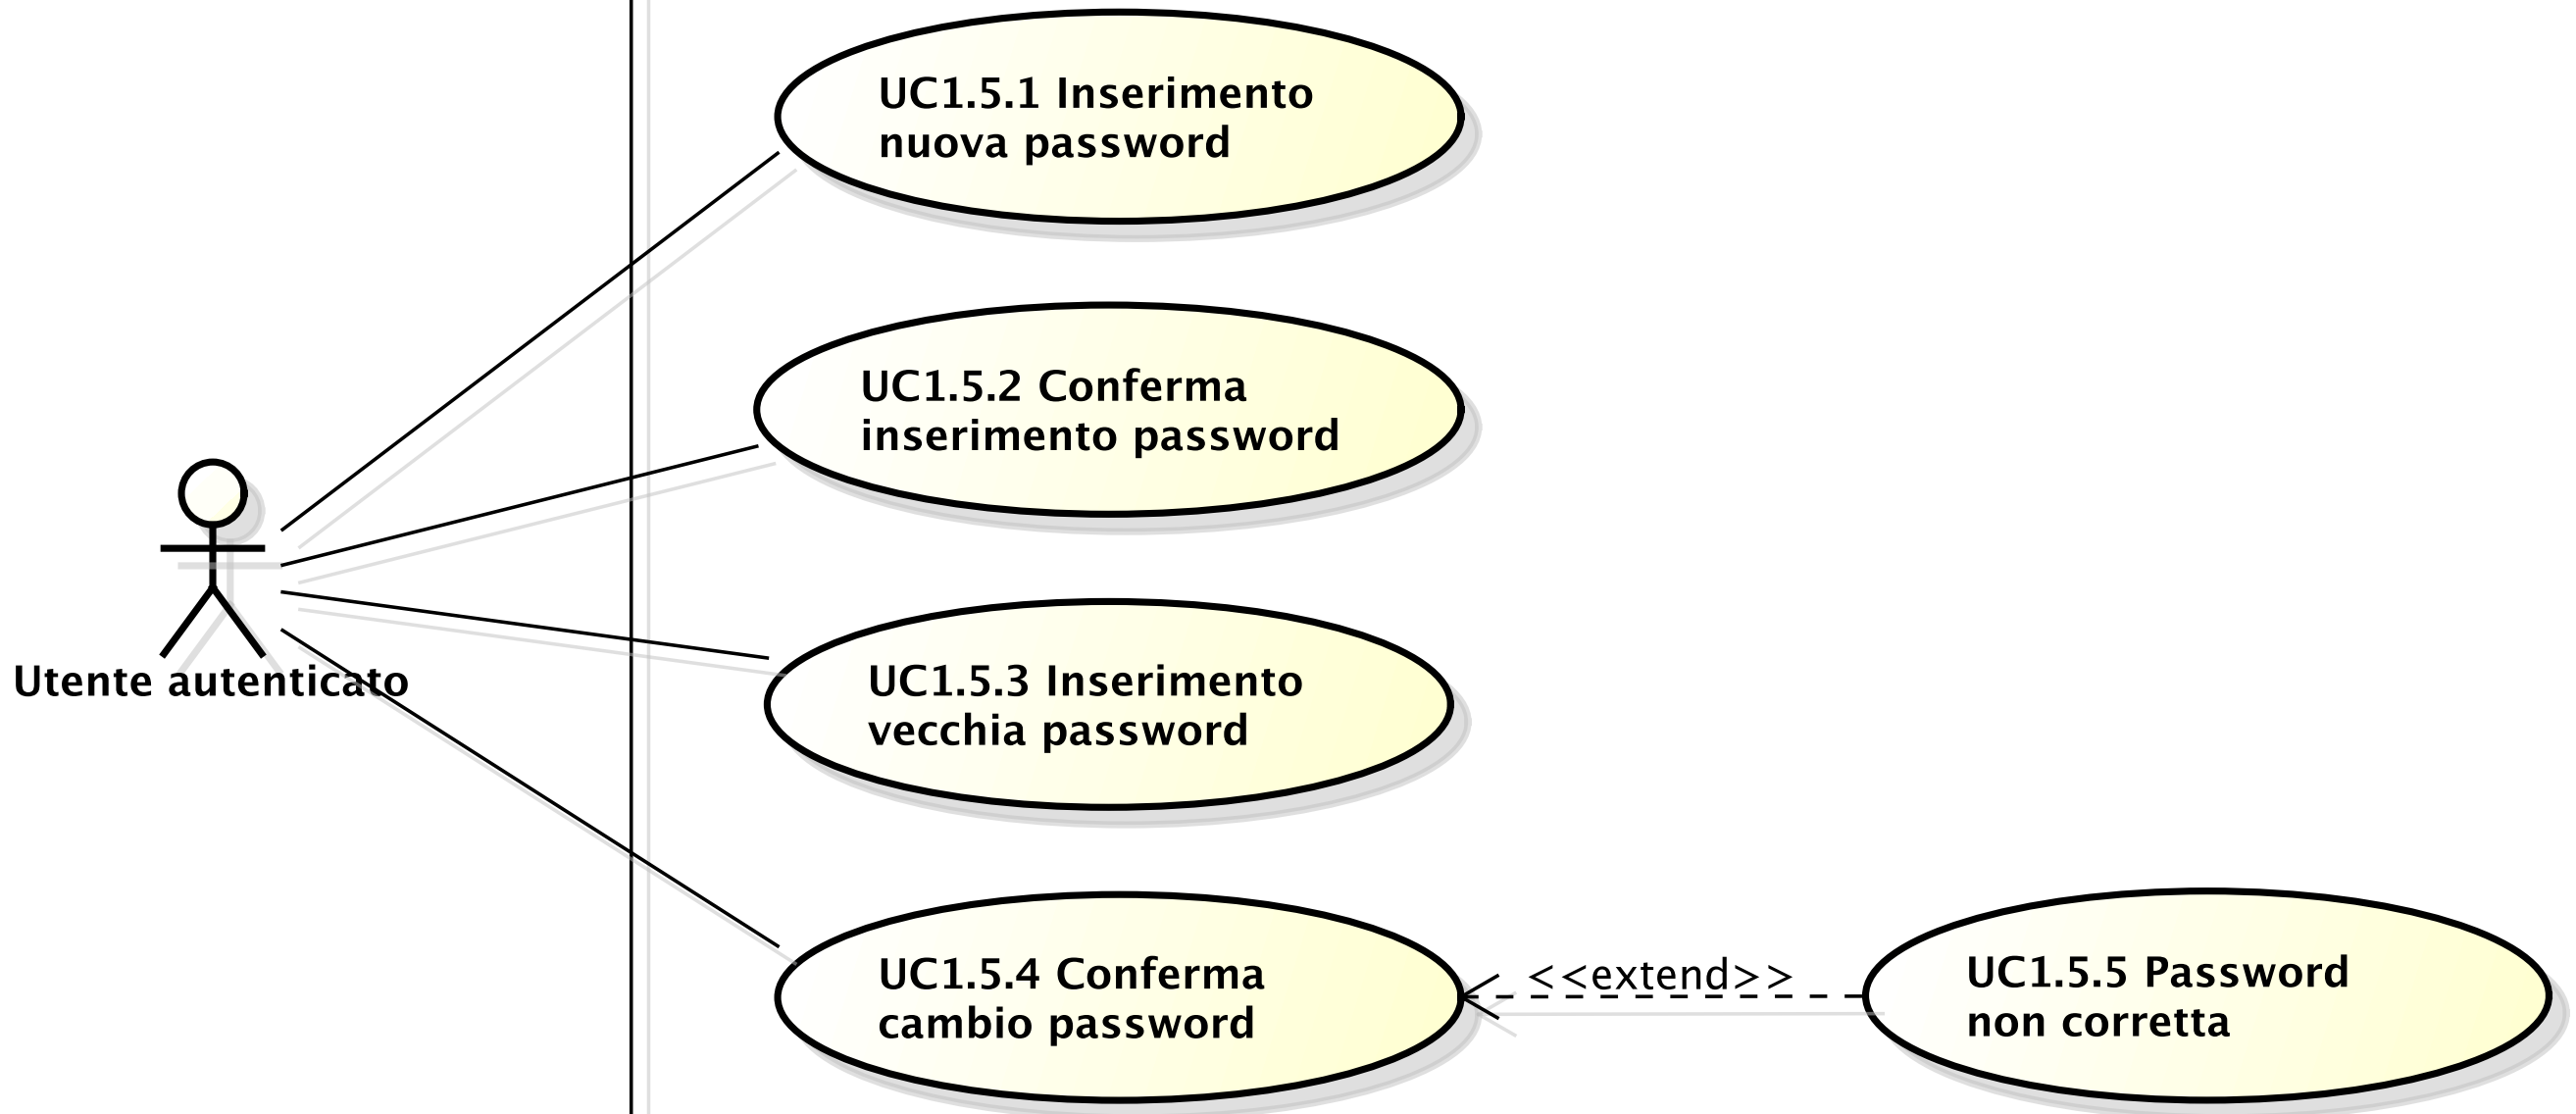 UC1.5.1 Inserimento
nuova password
UC1.5.2 Conferma
inserimento password
Utente autenticato
UC1.5.3 Inserimento
vecchia password
UC1.5.4 Conferma
cambio password
<<extend>>
UC1.5.5 Password
non corretta